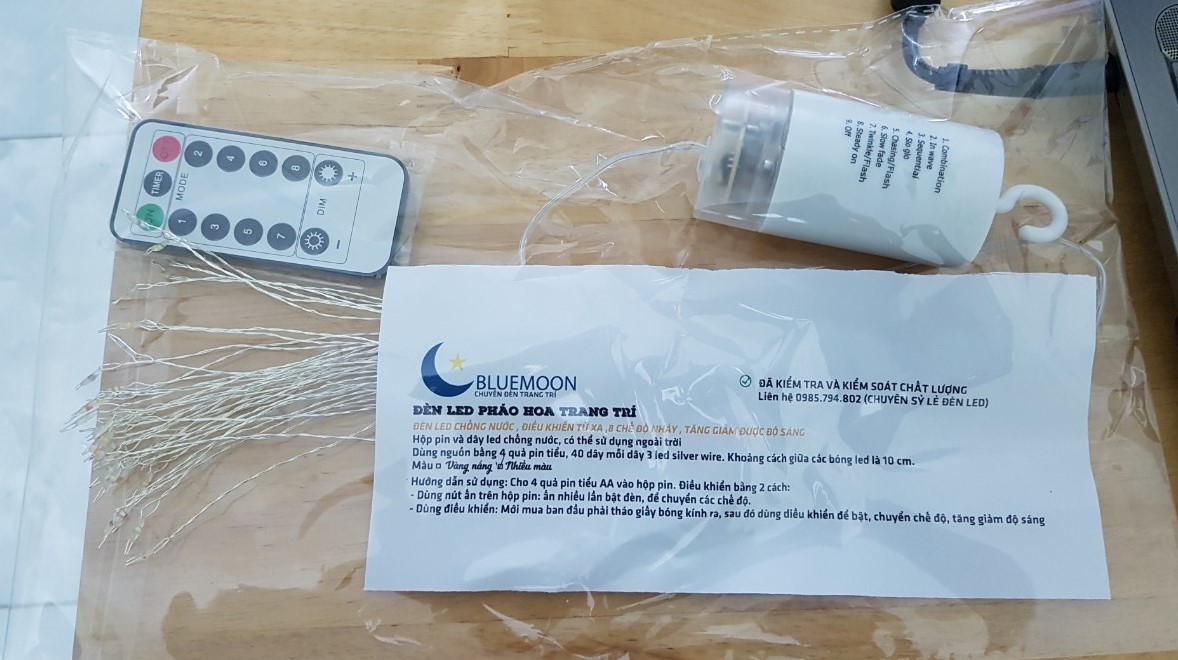 OFF
TIMER
ON
MODE
2
4
6
8
1
3
5
7
+
DIM
-
1. Combination
2. In wave
3. Sequential
4. Slo glo
5. Chasing/Flash
6. Slow fade
7. Twinkle/Flash
8. Steady on
9. Off
BLUEMOON
CHUYÊN ĐÈN TRANG TRÍ
ĐÃ KIỂM TRA VÀ KIỂM SOÁT CHẤT LƯỢNG
Liên hệ 0985.794.802 (CHUYÊN SỶ LẺ ĐÈN LED)
ĐÈN LED PHÁO HOA TRANG TRÍ
ĐÈN LED CHỐNG NƯỚC , ĐIỀU KHIỂN TỪ XA ,8 CHẾ ĐỘ NHÁY , TĂNG GIẢM ĐƯỢC ĐỘ SÁNG
Hộp pin và dây led chống nước, có thể sử dụng ngoài trời
Dùng nguồn bằng 4 quả pin tiểu, 40 dây mỗi dây 3 led silver wire. Khoảng cách giữa các bóng led là 10 cm.
Màu Vàng nắng Nhiều màu
Hướng dẫn sử dụng: Cho 4 quả pin tiểu AA vào hộp pin. Điều khiển bằng 2 cách:
- Dùng nút ấn trên hộp pin: ấn nhiều lần bật đèn, để chuyển các chế độ.
- Dùng điều khiển: Mới mua ban đầu phải tháo giấy bóng kính ra, sau đó dùng điều khiển để bật, chuyển chế độ, tăng giảm độ sáng